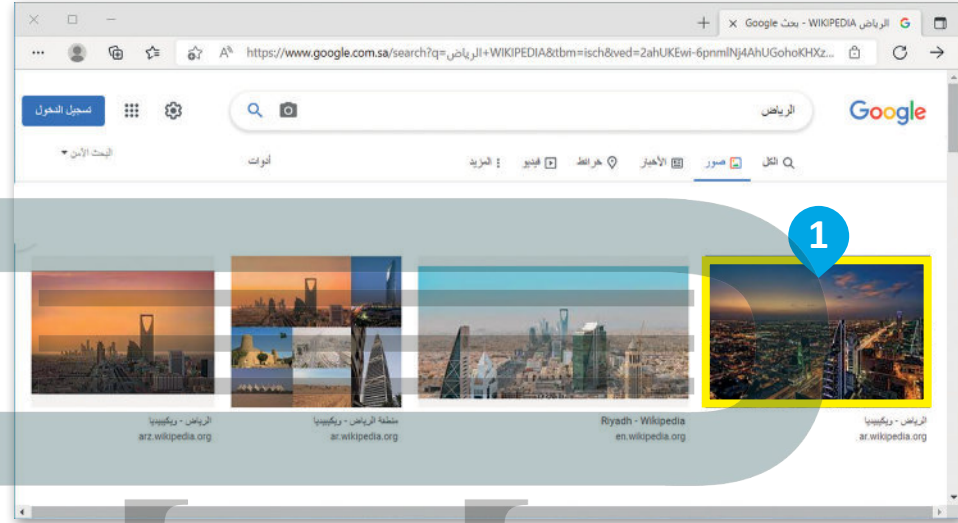 الرياض WIKIPEDIA - بحث Google
https://www.google.com.sa/search?q=الرياض+WIKIPEDIA&tbm=isch&ved=2ahUKEwi-6pnmlNj4AhUGohoKHXz...
Google
الرياض
تسجيل الدخول
الكل
صور
الأخبار
خرائط
فيديو
المزيد
أدوات
البحث الآمن
1
الرياض - ويكيبيديا
ar.wikipedia.org
Riyadh - Wikipedia
en.wikipedia.org
منطقة الرياض - ويكيبيديا
ar.wikipedia.org
الرياض - ويكيبيديا
arz.wikipedia.org